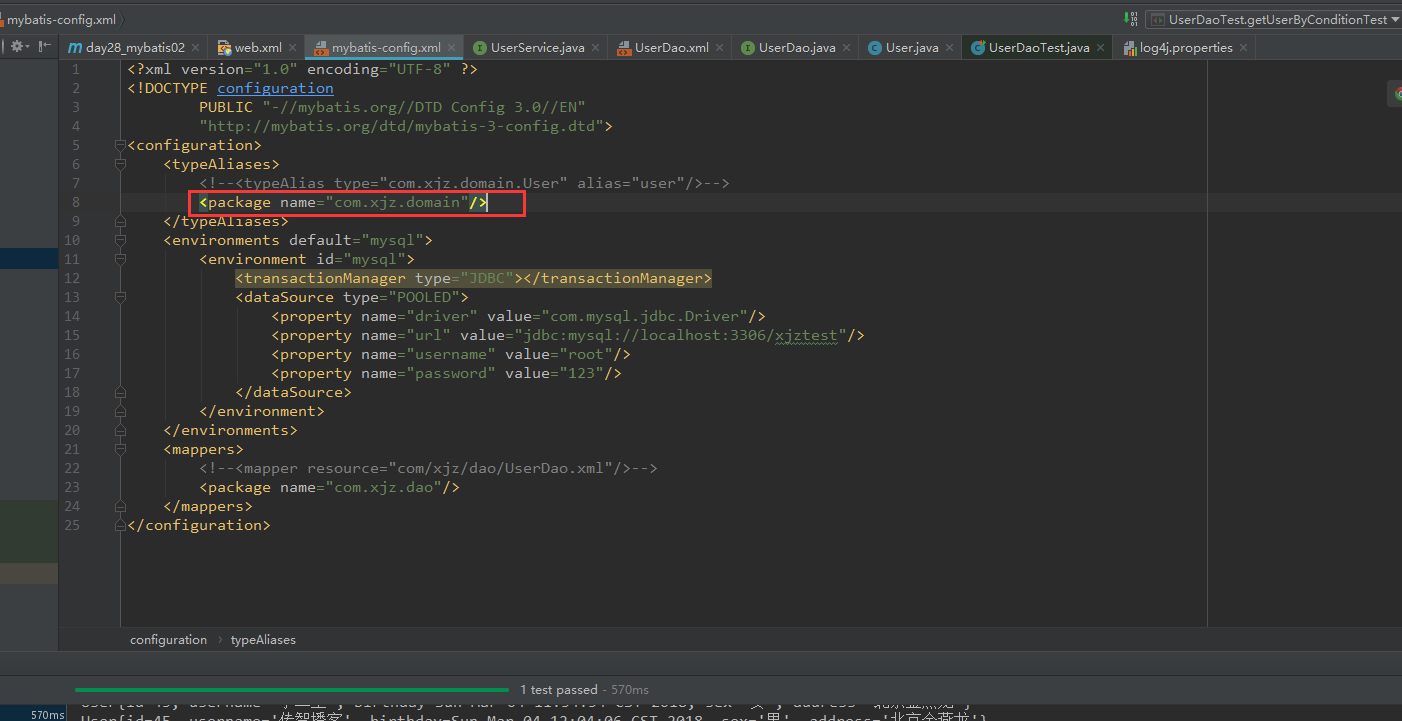 mybatis-config.xml
UserDaoTest.getUserByConditionTest
day28_mybatis02 web.xml mybatis-config.xml UserService.java UserDao.xml UserDao.java User.java UserDaoTest.java log4j.properties
1 <?xml version="1.0" encoding="UTF-8" ?>
2 <!DOCTYPE configuration
3 PUBLIC "-//mybatis.org//DTD Config 3.0//EN"
4 "http://mybatis.org/dtd/mybatis-3-config.dtd">
5 <configuration>
6 <typeAliases>
7 <!--<typeAlias type="com.xjz.domain.User" alias="user"/>-->
8 <package name="com.xjz.domain"/>
9 </typeAliases>
10 <environments default="mysql">
11 <environment id="mysql">
12 <transactionManager type="JDBC"></transactionManager>
13 <dataSource type="POOLED">
14 <property name="driver" value="com.mysql.jdbc.Driver"/>
15 <property name="url" value="jdbc:mysql://localhost:3306/xjztest"/>
16 <property name="username" value="root"/>
17 <property name="password" value="123"/>
18 </dataSource>
19 </environment>
20 </environments>
21 <mappers>
22 <!--<mapper resource="com/xjz/dao/UserDao.xml"/>-->
23 <package name="com.xjz.dao"/>
24 </mappers>
25 </configuration>
configuration typeAliases
1 test passed - 570ms
570ms
User{id=45, username='传智播客', birthday=Sun Mar 04 12:04:06 CST 2018, sex='男', address='北京金燕龙'}